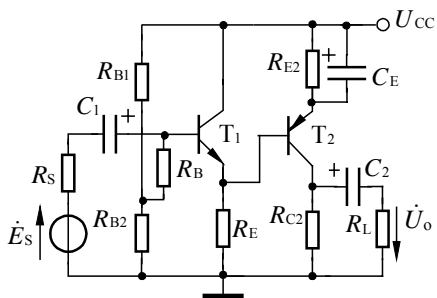 U_CC
R_B1
R_E2
+
C_E
C_1
+
T_1
T_2
R_S
R_B
+
C_2
Ė_S
R_B2
R_E
R_C2
R_L
U̇_o